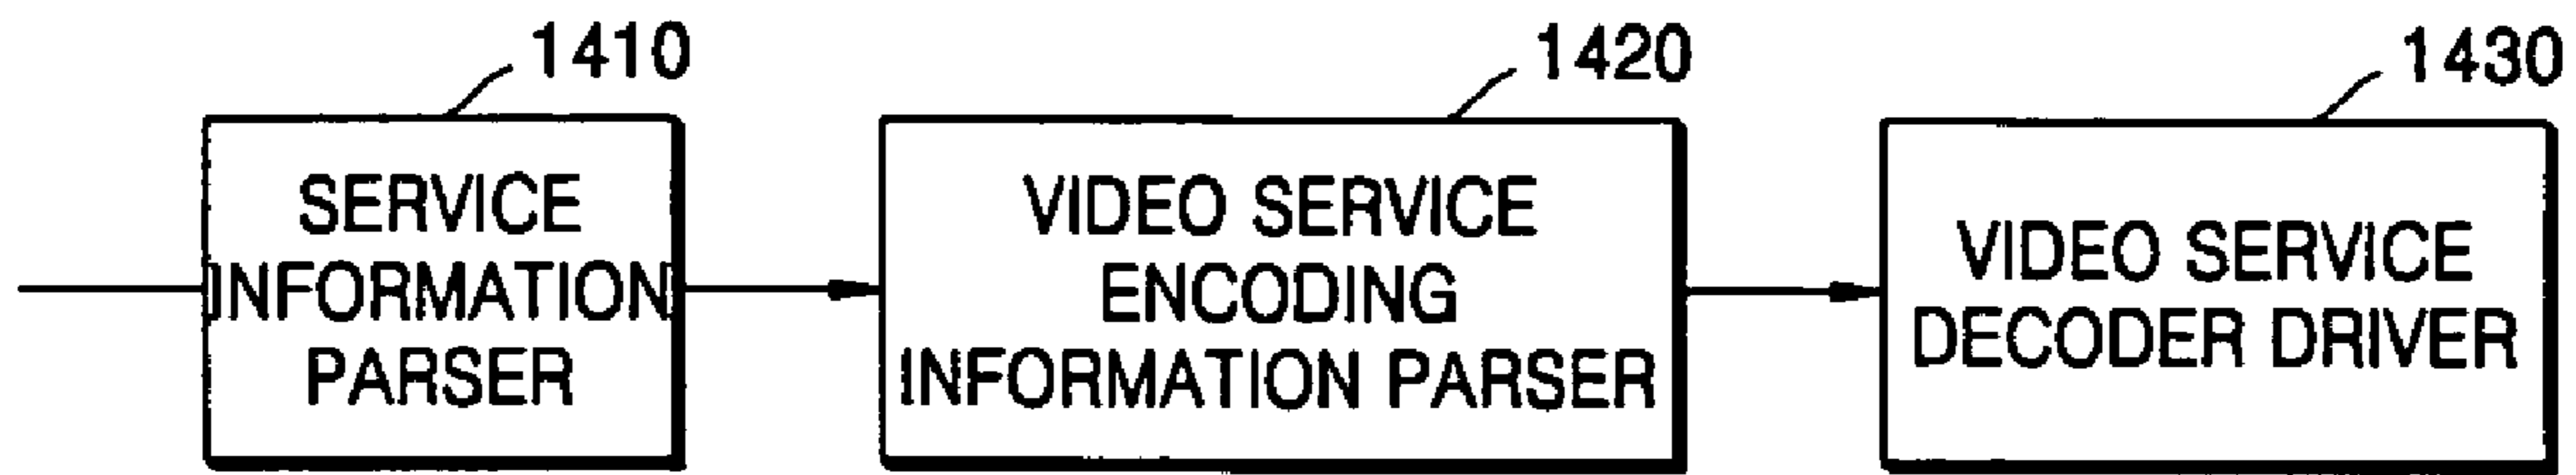 1410
SERVICE
INFORMATION
PARSER
1420
VIDEO SERVICE
ENCODING
INFORMATION PARSER
1430
VIDEO SERVICE
DECODER DRIVER